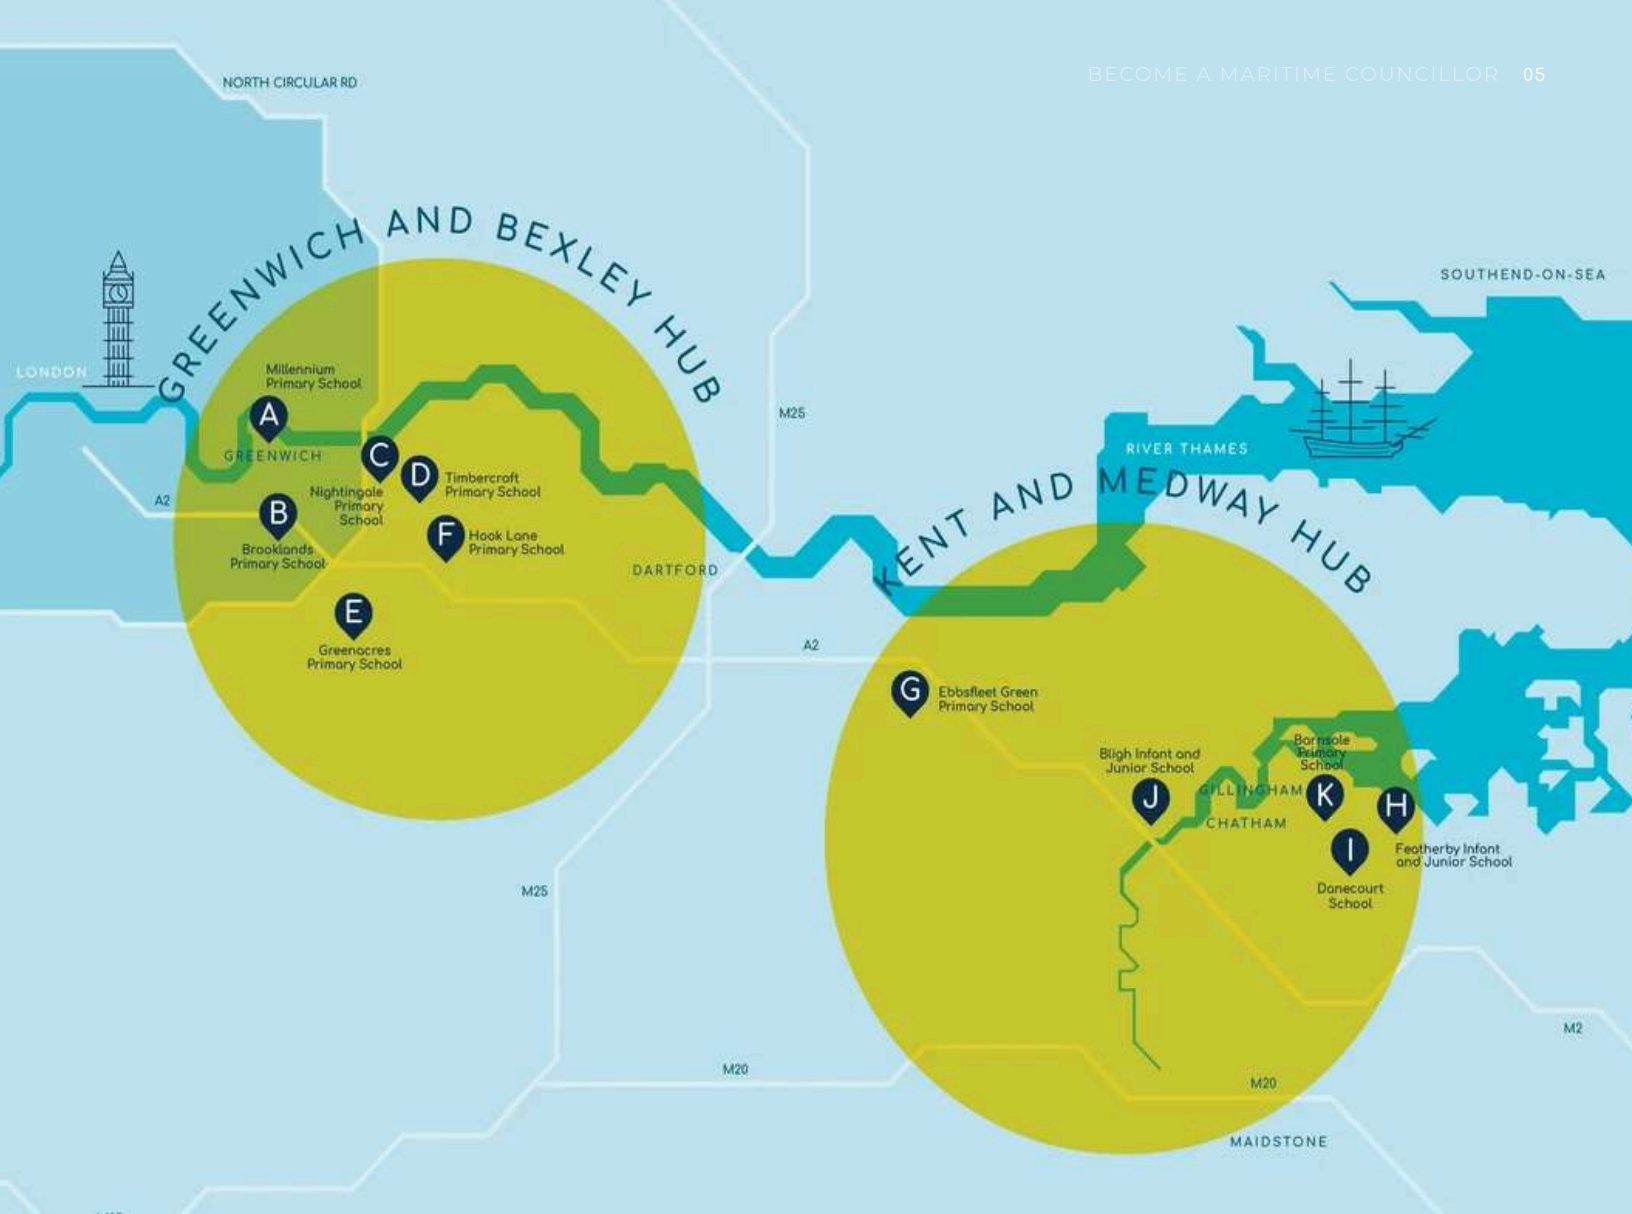 BECOME A MARITIME COUNCILLOR 05
NORTH CIRCULAR RD
GREENWICH AND BEXLEY HUB
SOUTHEND-ON-SEA
LONDON
Millennium
Primary School
A
GREENWICH
M25
RIVER THAMES
A2
C
D
Timbercroft
Primary School
Nightingale
Primary
School
B
Brooklands
Primary School
F
Hook Lane
Primary School
DARTFORD
KENT AND MEDWAY HUB
E
Greenacres
Primary School
A2
G
Ebbsfleet Green
Primary School
Bligh Infant and
Junior School
J
Barnsole
Primary
School
GILLINGHAM
K
H
CHATHAM
I
Featherby Infant
and Junior School
Danecourt
School
M25
M2
M20
M20
MAIDSTONE